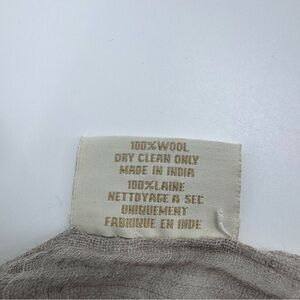 100% WOOL
DRY CLEAN ONLY
MADE IN INDIA
100% LAINE
NETTOYAGE A SEC
UNIQUEMENT
FABRIQUE EN INDE